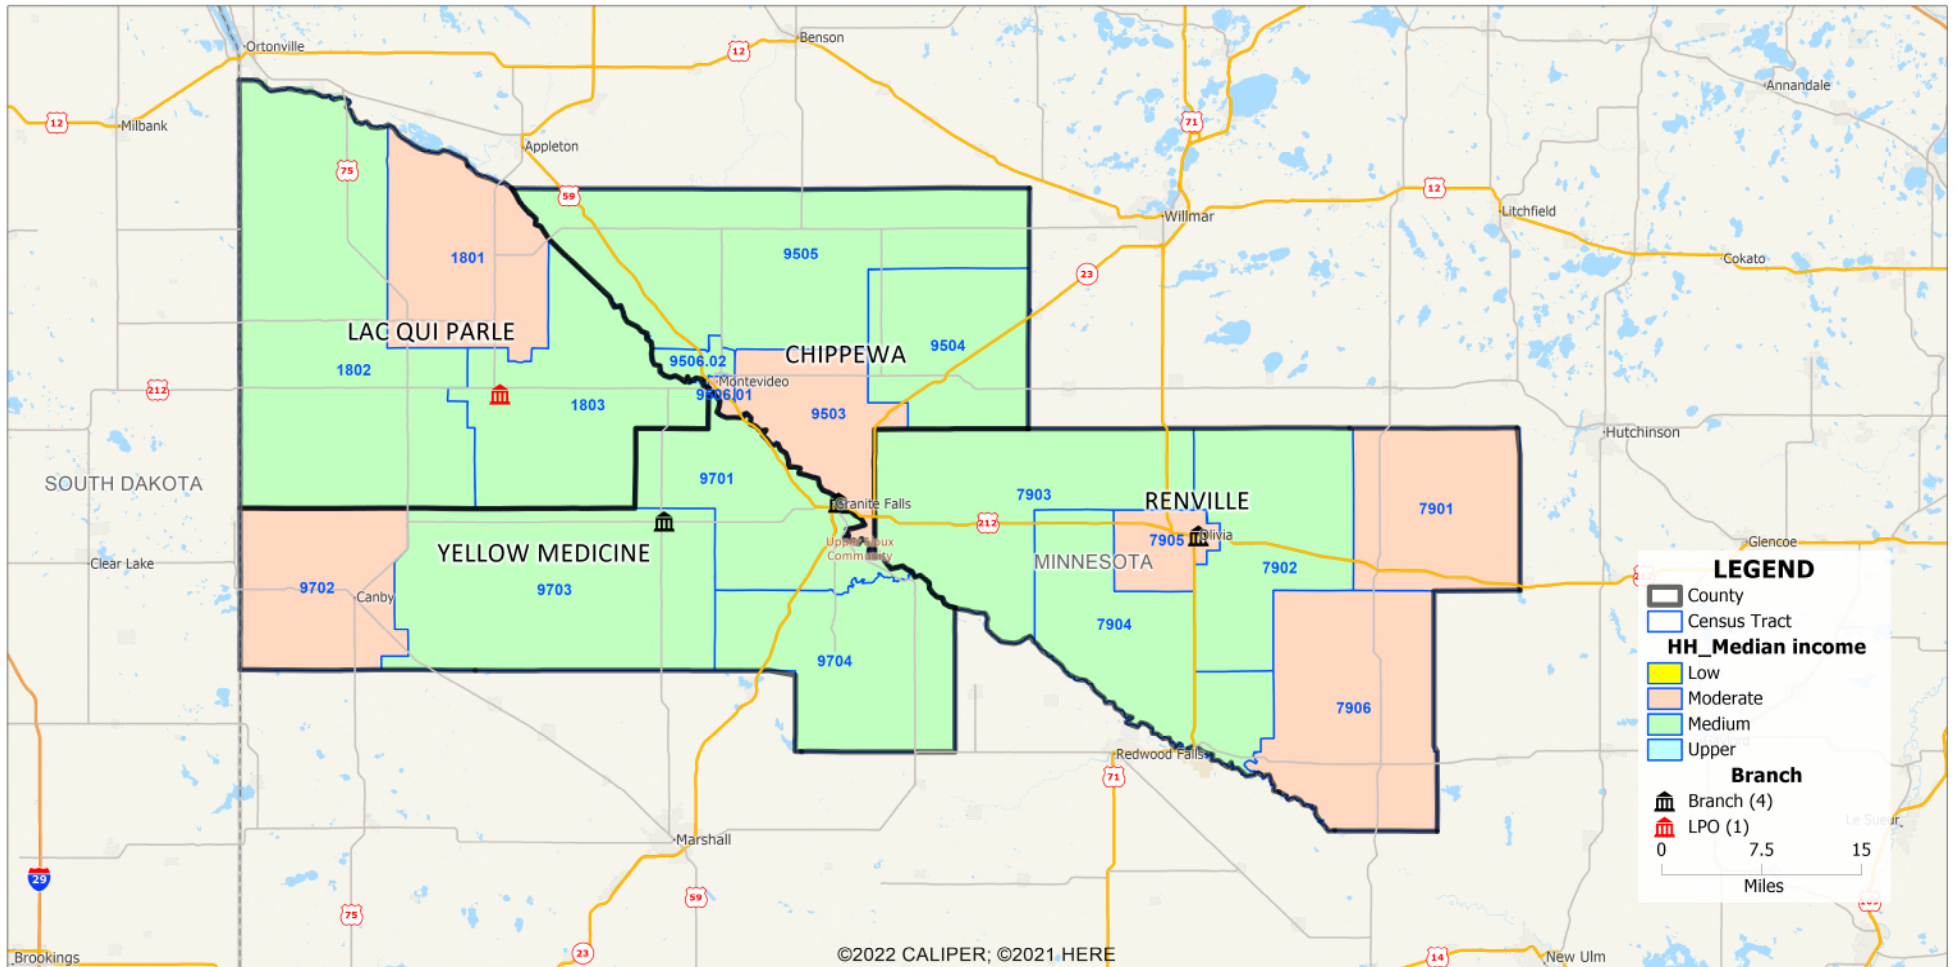 Ortonville
Benson
12
Annandale
12
Milbank
71
Appleton
75
59
12
Litchfield
Willmar
1801
9505
Cokato
23
LAC QUI PARLE
CHIPPEWA
9504
9506.02
1802
Montevideo
212
9506.01
1803
9503
Hutchinson
SOUTH DAKOTA
9701
7903
RENVILLE
Granite Falls
7901
212
Olivia
7905
Upper Sioux
Community
YELLOW MEDICINE
MINNESOTA
Glencoe
Clear Lake
7902
9702
Canby
9703
7904
9704
7906
Redwood Falls
71
Marshall
Le Sueur
29
59
75
23
14
New Ulm
Brookings
LEGEND
County
Census Tract
HH_Median income
Low
Moderate
Medium
Upper
Branch
Branch (4)
LPO (1)
0 7.5 15
Miles
©2022 CALIPER; ©2021 HERE